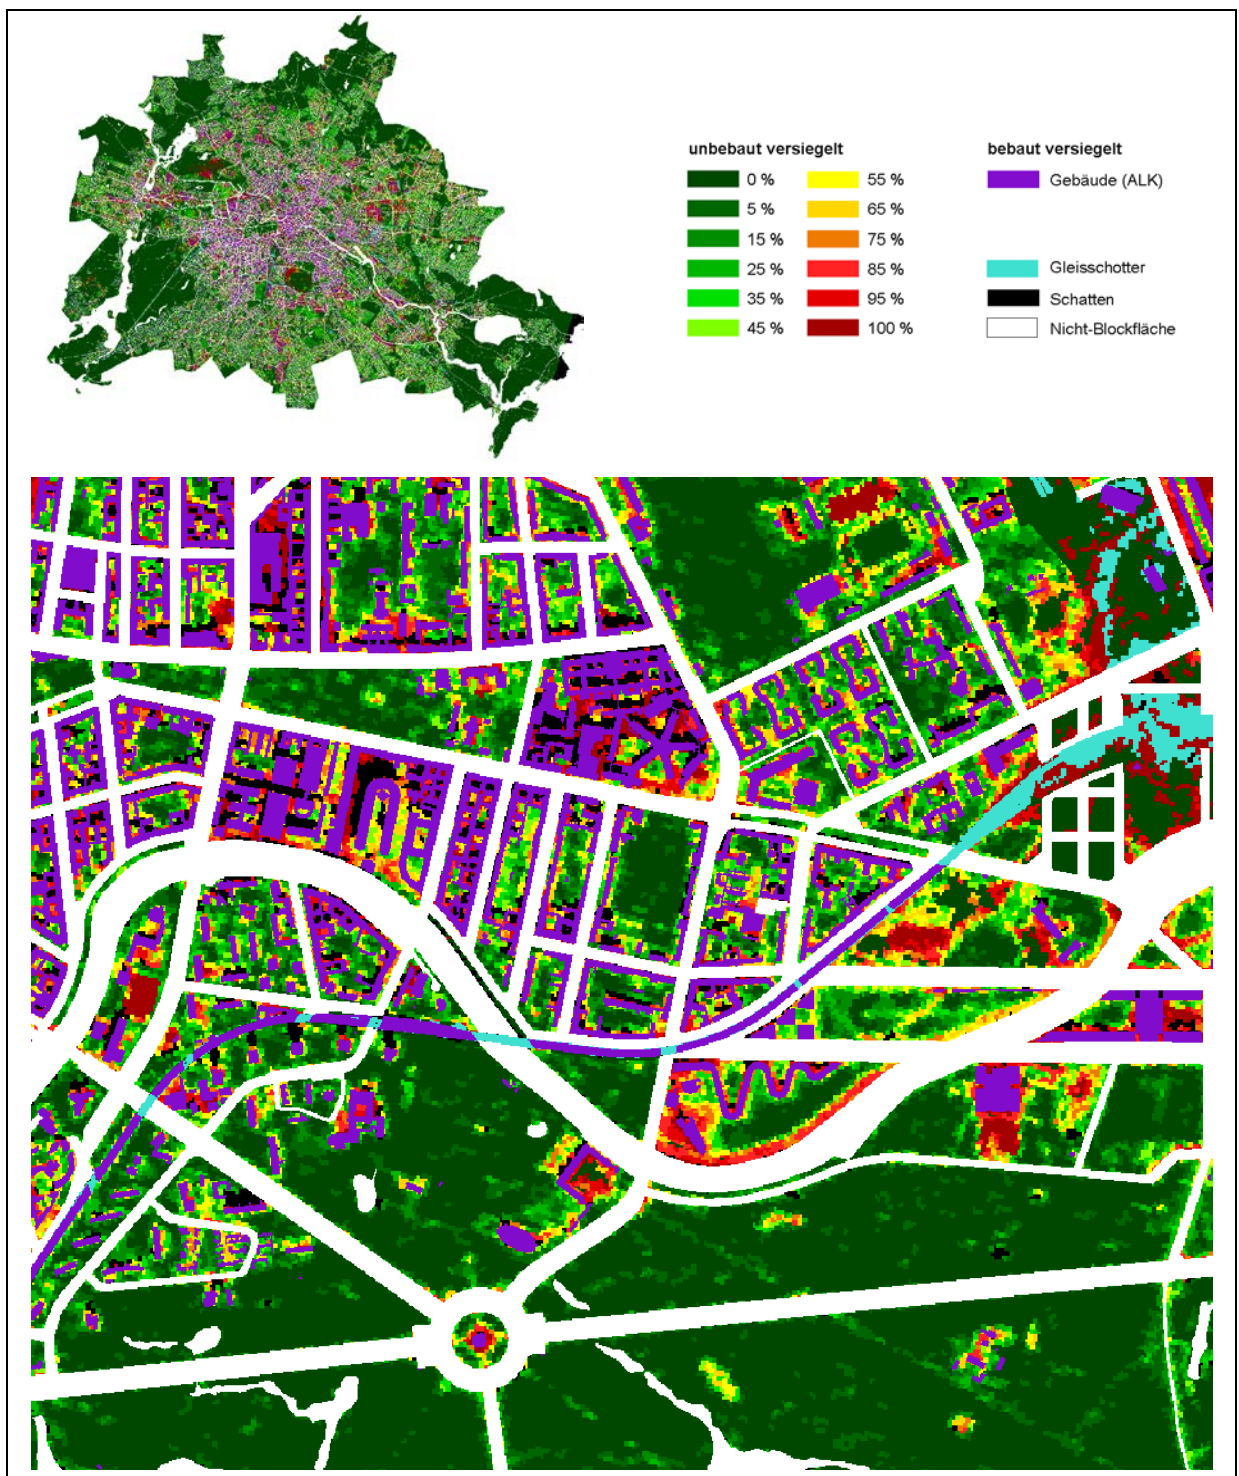 unbebaut versiegelt
bebaut versiegelt
0 %
55 %
Gebäude (ALK)
5 %
65 %
15 %
75 %
25 %
85 %
Gleisschotter
35 %
95 %
Schatten
45 %
100 %
Nicht-Blockfläche